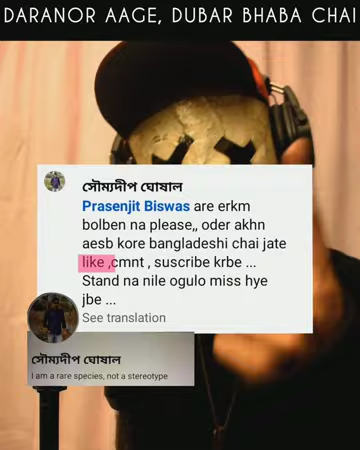 DARANOR AAGE, DUBAR BHABA CHAI
সৌম্যদীপ ঘোষাল
Prasenjit Biswas are erkm
bolben na please,, oder akhn
aesb kore bangladeshi chai jate
like ,cmnt , suscribe krbe ...
Stand na nile ogulo miss hye
jbe ...
See translation
সৌম্যদীপ ঘোষাল
I am a rare species, not a stereotype